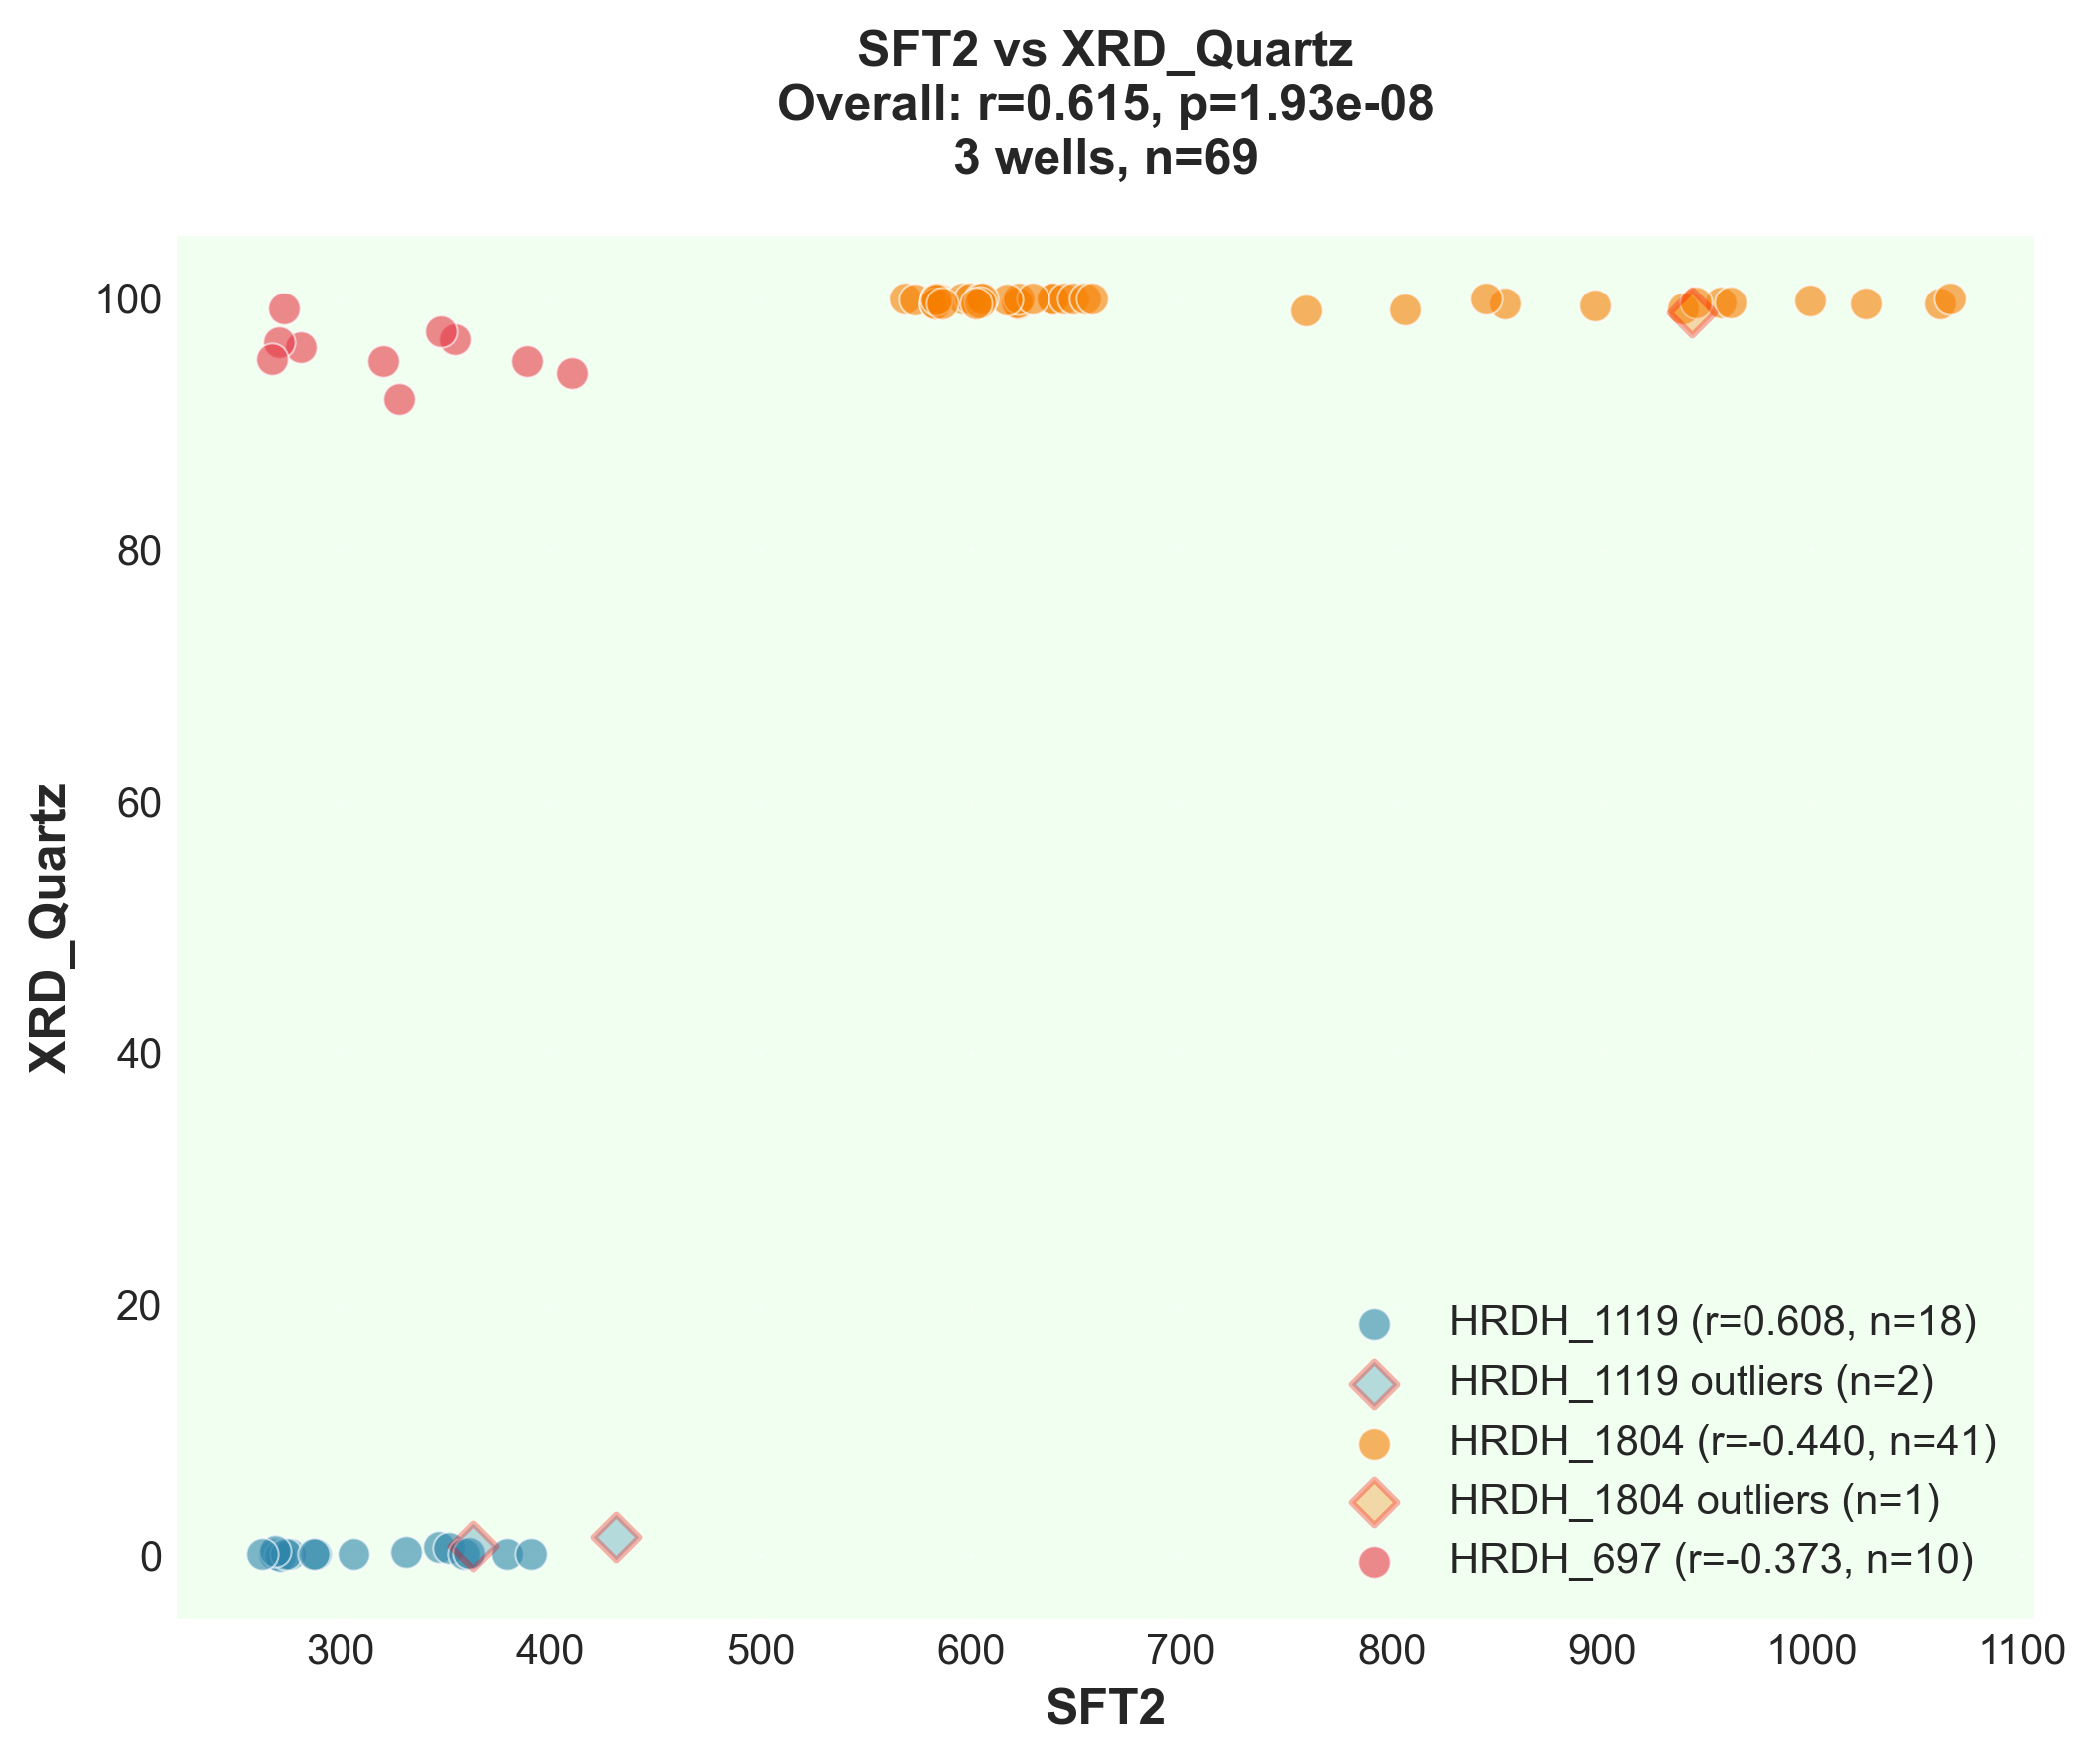 SFT2 vs XRD_Quartz
Overall: r=0.615, p=1.93e-08
3 wells, n=69
XRD_Quartz
100
80
60
40
20
0
HRDH_1119 (r=0.608, n=18)
HRDH_1119 outliers (n=2)
HRDH_1804 (r=-0.440, n=41)
HRDH_1804 outliers (n=1)
HRDH_697 (r=-0.373, n=10)
300 400 500 600 700 800 900 1000 1100
SFT2